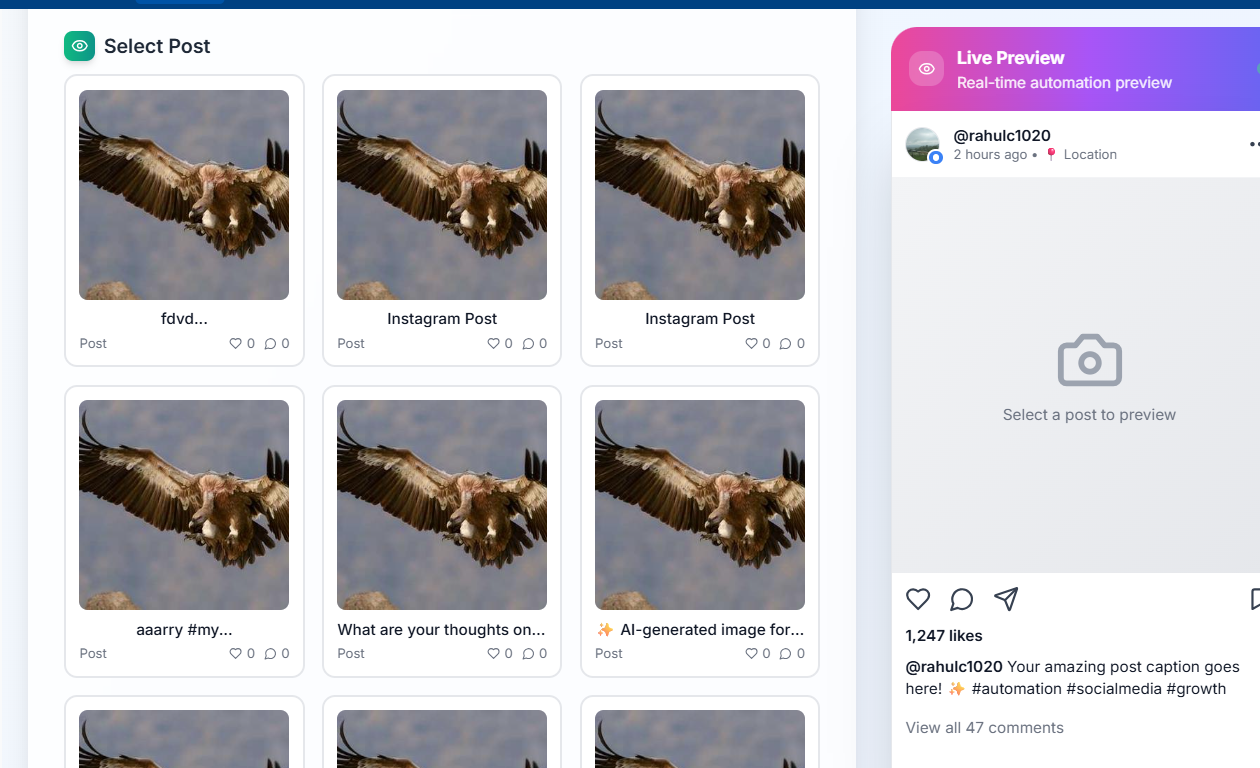 Select Post
fdvd...
Post 0 0
Instagram Post
Post 0 0
Instagram Post
Post 0 0
aaarry #my...
Post 0 0
What are your thoughts on...
Post 0 0
✨ AI-generated image for...
Post 0 0
Live Preview
Real-time automation preview
@rahulc1020
2 hours ago • 📍 Location
Select a post to preview
1,247 likes
@rahulc1020 Your amazing post caption goes
here! ✨ #automation #socialmedia #growth
View all 47 comments